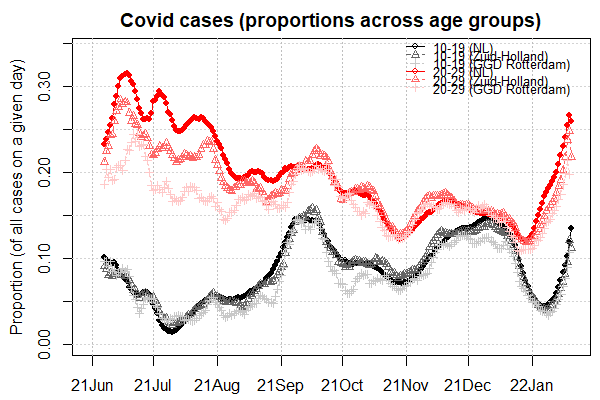 Covid cases (proportions across age groups)
10-19 (NL)
10-19 (Zuid-Holland)
10-19 (GGD Rotterdam)
20-29 (NL)
20-29 (Zuid-Holland)
20-29 (GGD Rotterdam)
Proportion (of all cases on a given day)
0.30
0.20
0.10
0.00
21Jun 21Jul 21Aug 21Sep 21Oct 21Nov 21Dec 22Jan